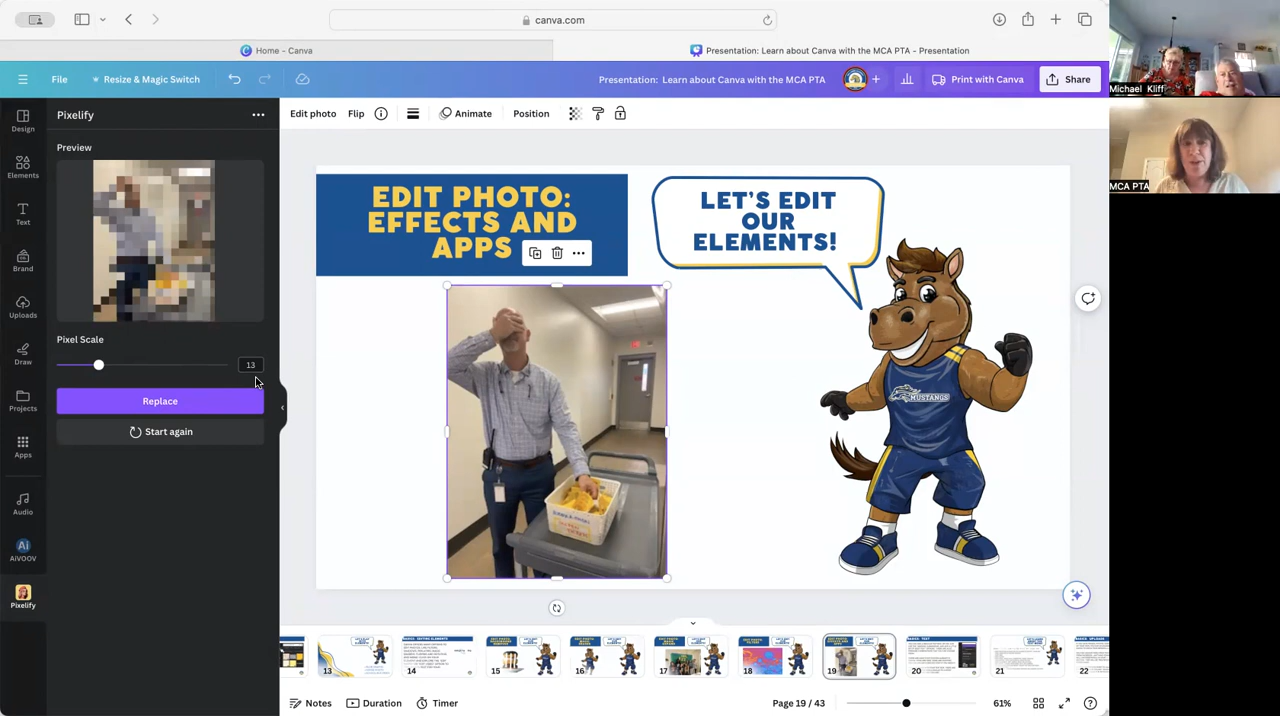 canva.com
Home - Canva
Presentation: Learn about Canva with the MCA PTA - Presentation
File
Resize & Magic Switch
Presentation: Learn about Canva with the MCA PTA
Print with Canva
Share
Michael Kliff
MCA PTA
Design
Elements
Text
Brand
Uploads
Draw
Projects
Apps
Audio
AiVOOV
Pixelify
Pixelify
Preview
Pixel Scale
13
Replace
Start again
Edit photo
Flip
Animate
Position
EDIT PHOTO:
EFFECTS AND
APPS
LET'S EDIT
OUR
ELEMENTS!
MUSTANGS
13
15
16
17
18
19
20
21
22
Notes
Duration
Timer
Page 19 / 43
61%